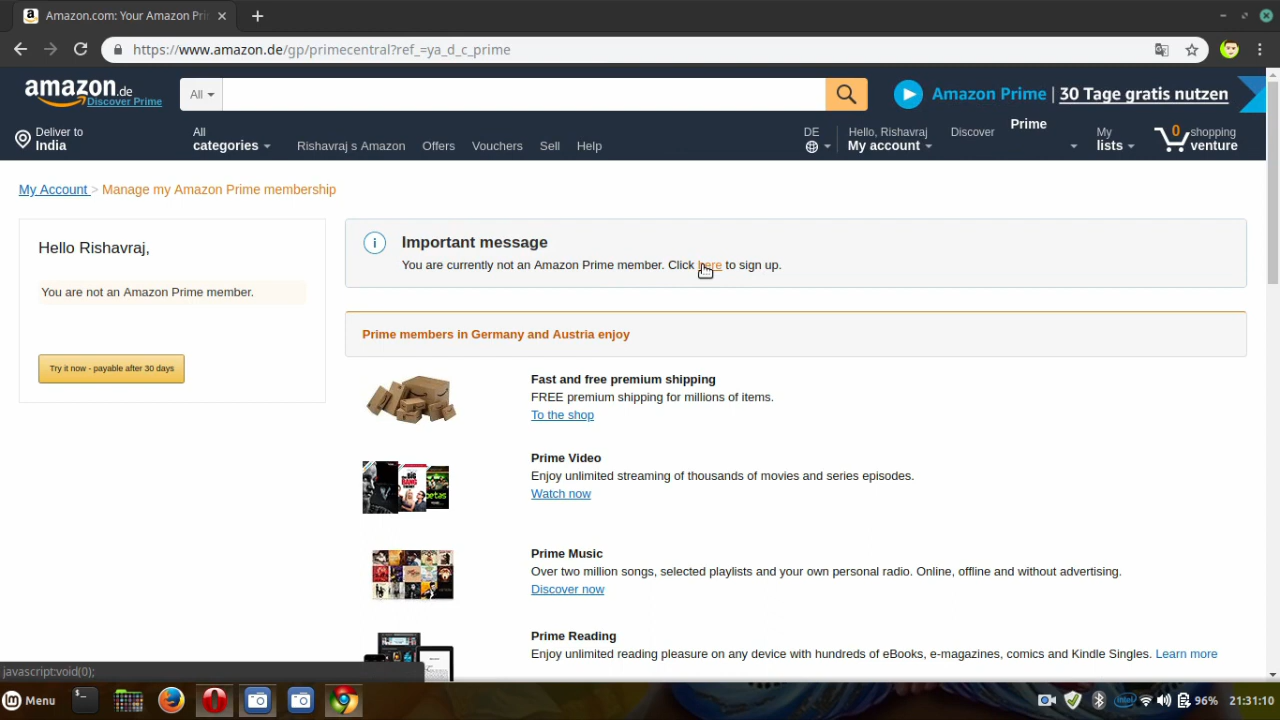 Amazon.com: Your Amazon Pri
https://www.amazon.de/gp/primecentral?ref_=ya_d_c_prime
amazon.de
Discover Prime
All
Amazon Prime | 30 Tage gratis nutzen
Deliver to
India
All
categories
Rishavraj s Amazon
Offers
Vouchers
Sell
Help
DE
Hello, Rishavraj
My account
Discover
Prime
My
lists
0
shopping
venture
My Account > Manage my Amazon Prime membership
Hello Rishavraj,
You are not an Amazon Prime member.
Try it now - payable after 30 days
Important message
You are currently not an Amazon Prime member. Click here to sign up.
Prime members in Germany and Austria enjoy
Fast and free premium shipping
FREE premium shipping for millions of items.
To the shop
Prime Video
Enjoy unlimited streaming of thousands of movies and series episodes.
Watch now
Prime Music
Over two million songs, selected playlists and your own personal radio. Online, offline and without advertising.
Discover now
Prime Reading
Enjoy unlimited reading pleasure on any device with hundreds of eBooks, e-magazines, comics and Kindle Singles. Learn more
javascript:void(0);
Menu
96%
21:31:10